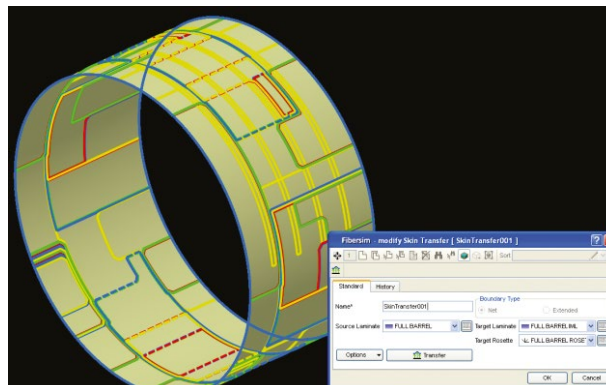 Fibersim - modify Skin Transfer [ SkinTransfer001 ]
Sort
Standard History
Name* SkinTransfer001
Boundary Type
Net Extended
Source Laminate FULL BARREL Target Laminate FULL BARREL IML
Target Rosette FULL BARREL ROSET
Options Transfer
OK Cancel